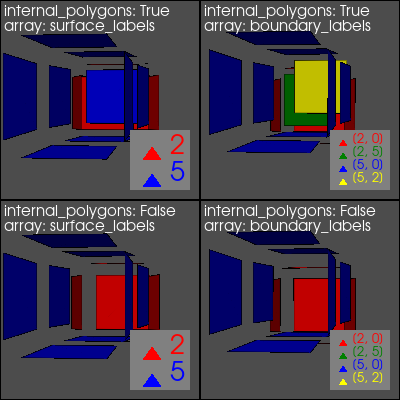 internal_polygons: True
array: surface_labels
2
5
internal_polygons: True
array: boundary_labels
(2, 0)
(2, 5)
(5, 0)
(5, 2)
internal_polygons: False
array: surface_labels
2
5
internal_polygons: False
array: boundary_labels
(2, 0)
(2, 5)
(5, 0)
(5, 2)